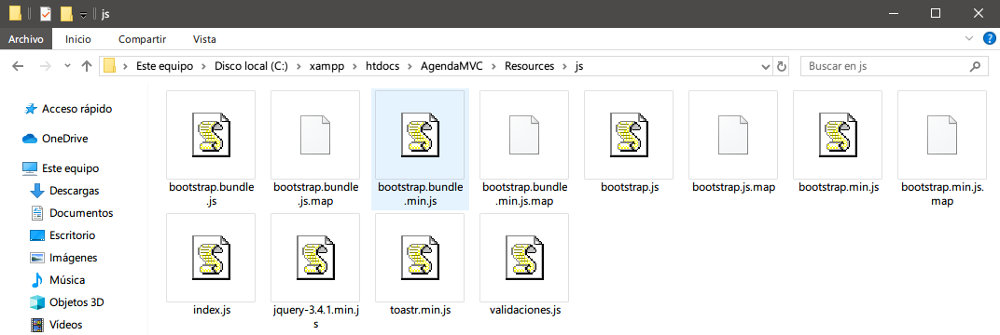 js
Archivo Inicio Compartir Vista
Este equipo Disco local (C:) xampp htdocs AgendaMVC Resources js
Buscar en js
Acceso rápido
OneDrive
Este equipo
Descargas
Documentos
Escritorio
Imágenes
Música
Objetos 3D
Vídeos
bootstrap.bundle
.js
bootstrap.bundle
.js.map
bootstrap.bundle
.min.js
bootstrap.bundle
.min.js.map
bootstrap.js
bootstrap.js.map
bootstrap.min.js
bootstrap.min.js.
map
index.js
jquery-3.4.1.min.j
s
toastr.min.js
validaciones.js